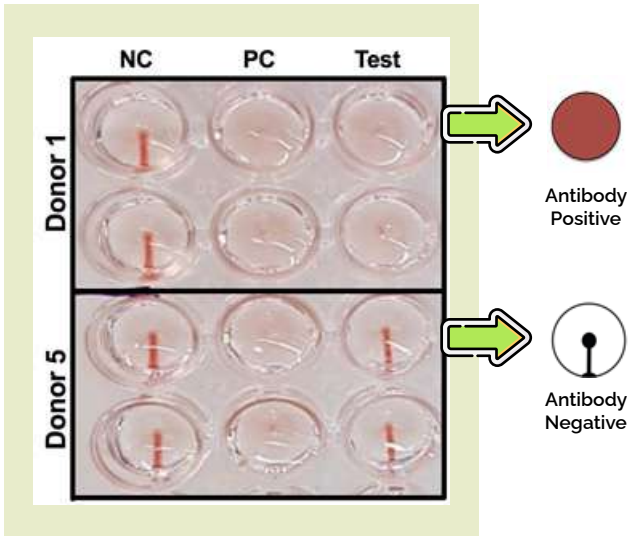 NC PC Test
Donor 1
Antibody
Positive
Donor 5
Antibody
Negative